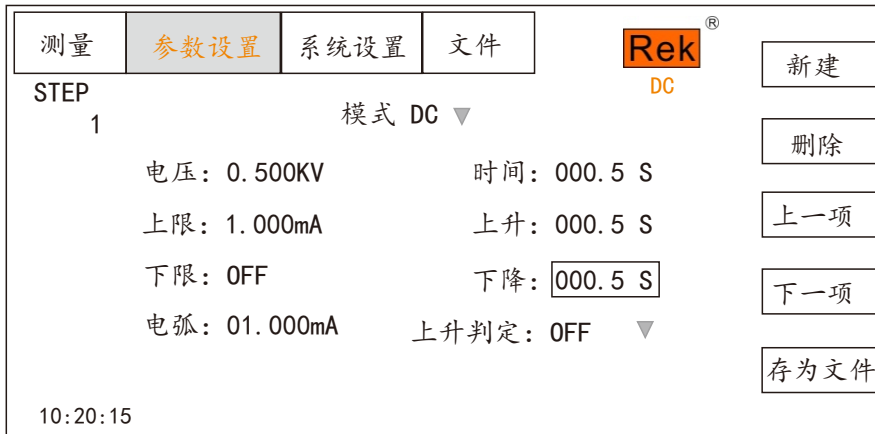 测量 参数设置 系统设置 文件 Rek®
DC
STEP
1
模式 DC ▼
电压: 0.500KV 时间: 000.5 S
上限: 1.000mA 上升: 000.5 S
下限: OFF 下降: 000.5 S
电弧: 01.000mA 上升判定: OFF ▼
10:20:15
新建
删除
上一项
下一项
存为文件